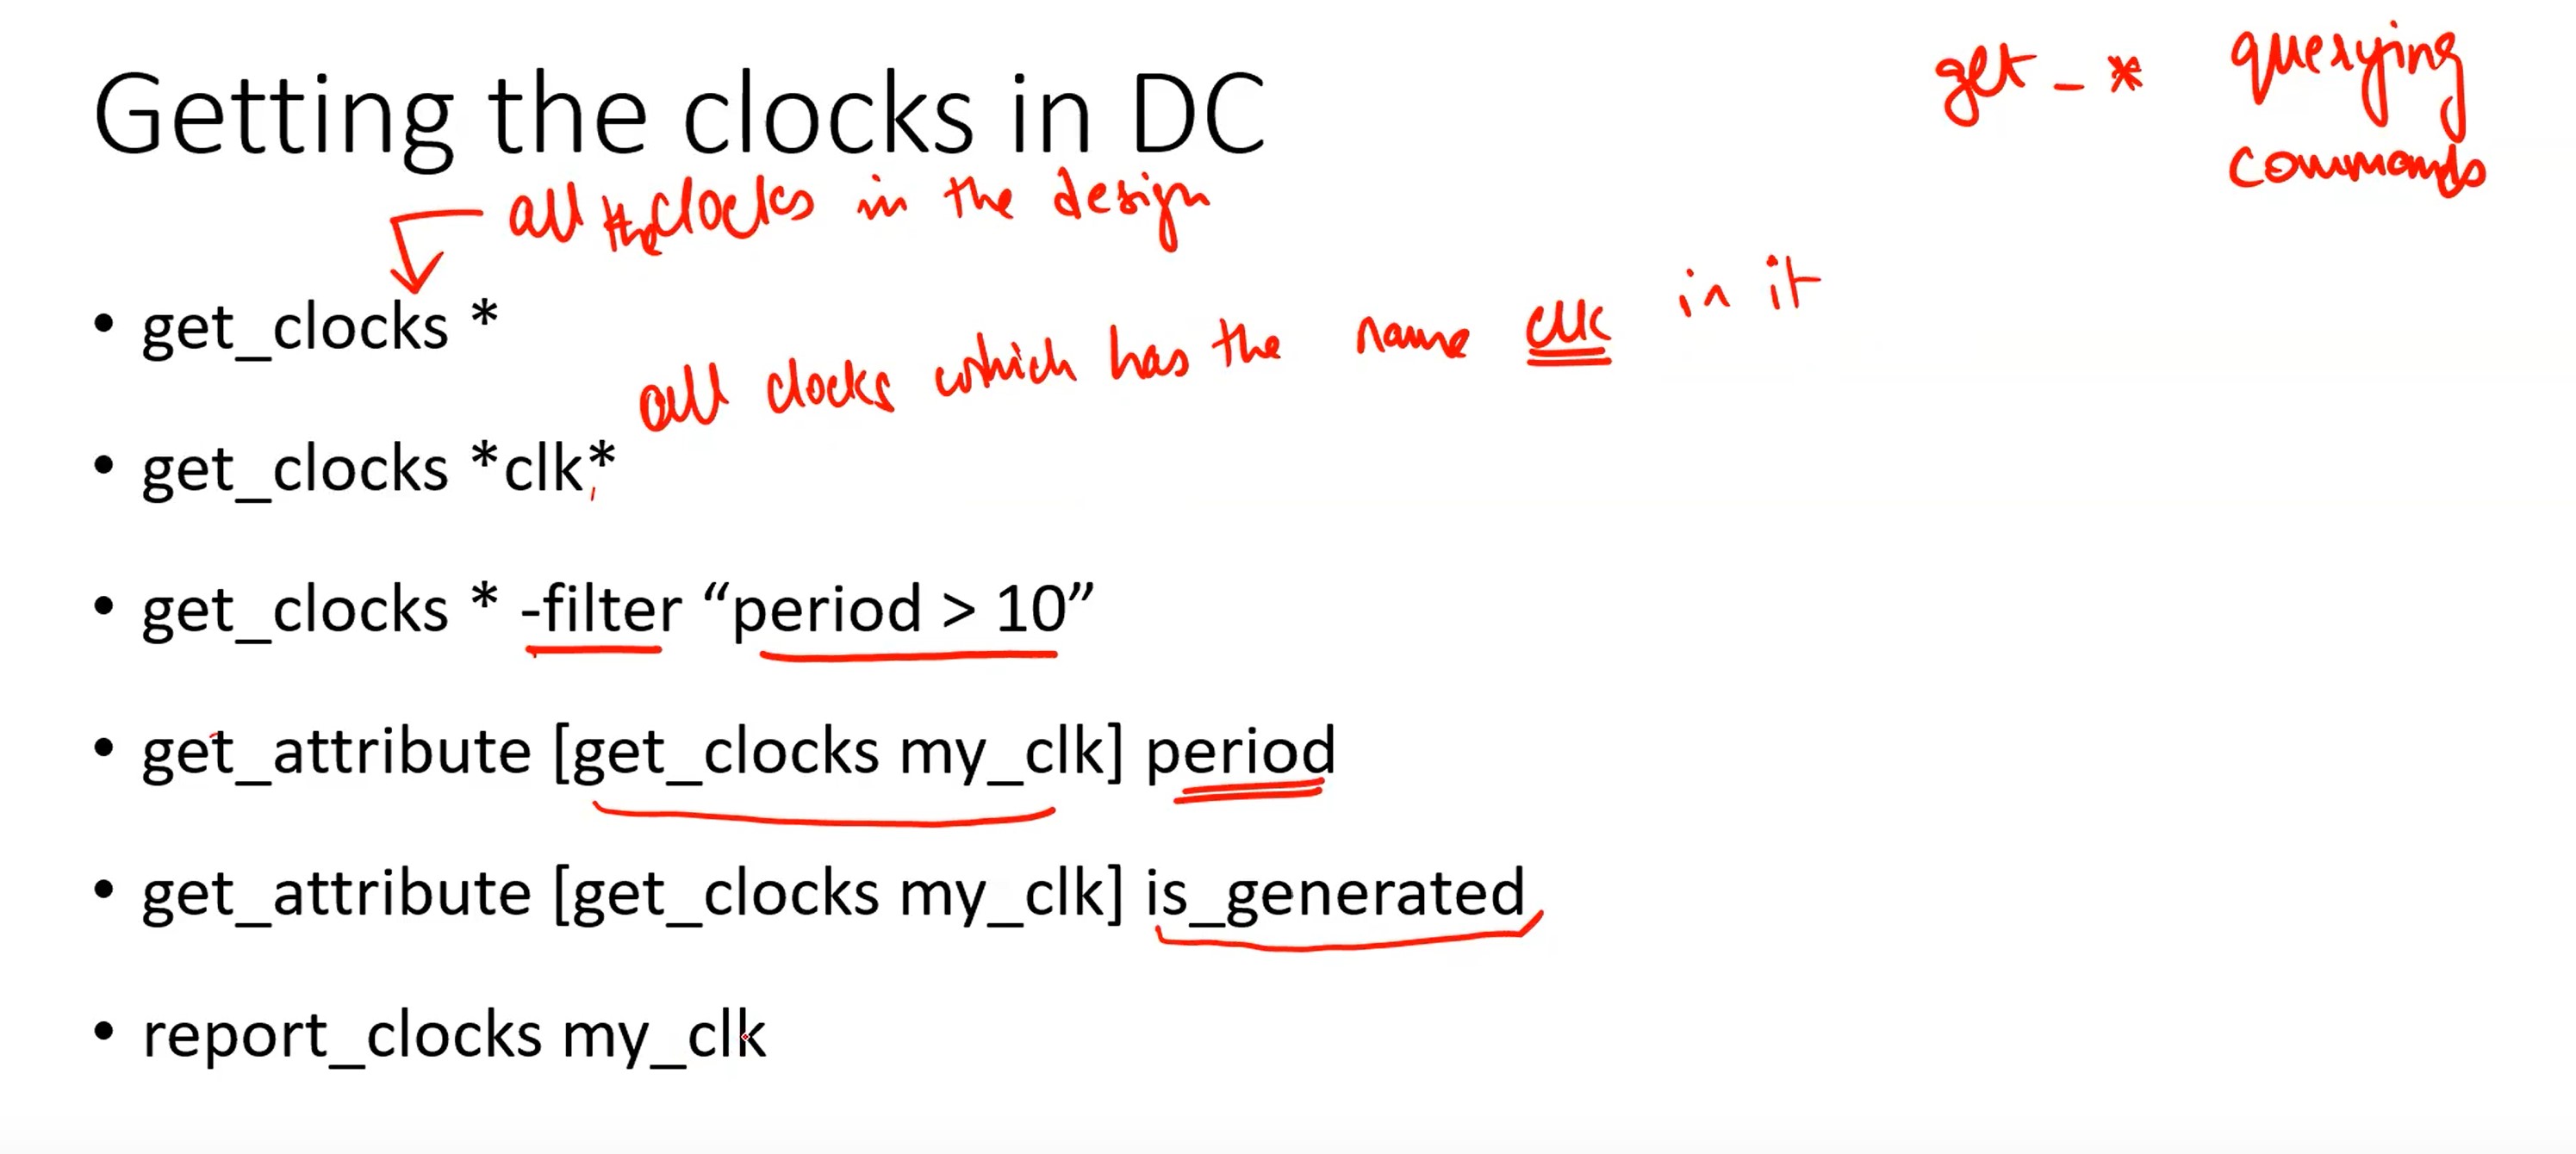 Getting the clocks in DC
get_* querying
commands
all the clocks in the design
• get_clocks *
all clocks which has the name clk in it
• get_clocks *clk*
• get_clocks * -filter “period > 10”
• get_attribute [get_clocks my_clk] period
• get_attribute [get_clocks my_clk] is_generated
• report_clocks my_clk